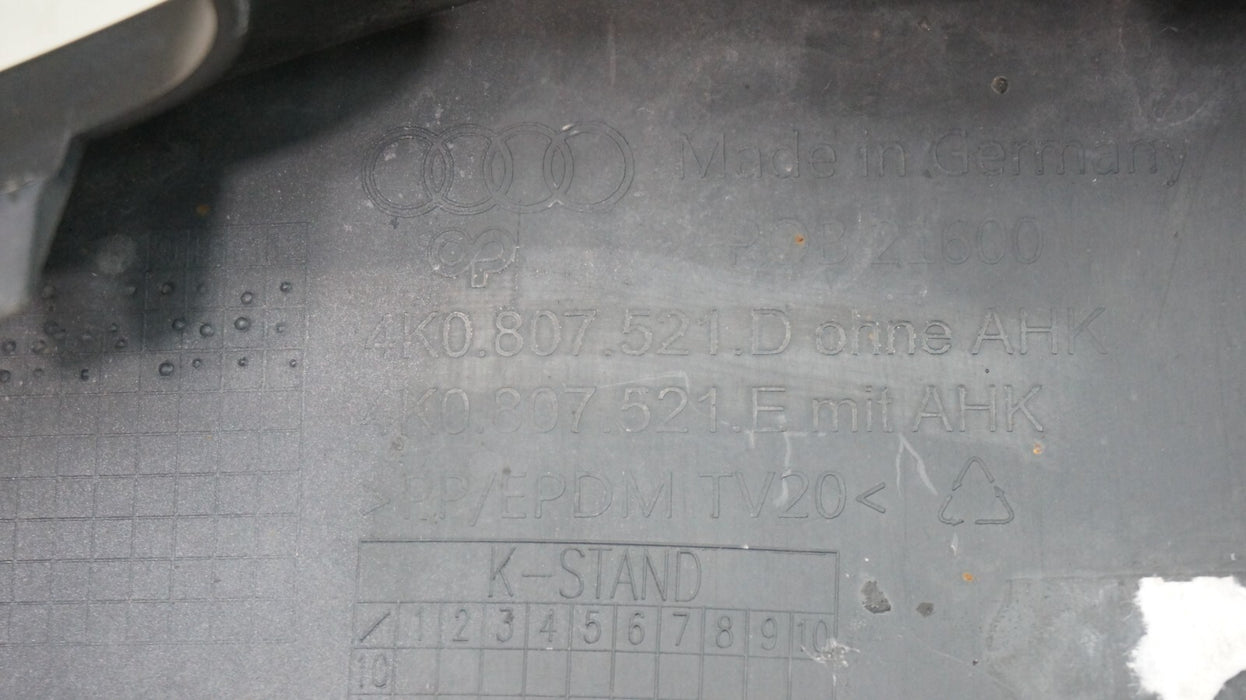 Made in Germany
PDB 21600
4K0.807.521.D ohne AHK
4K0.807.521.E mit AHK
>PP/EPDM TV20<
K-STAND
/ 1 2 3 4 5 6 7 8 9 10
10